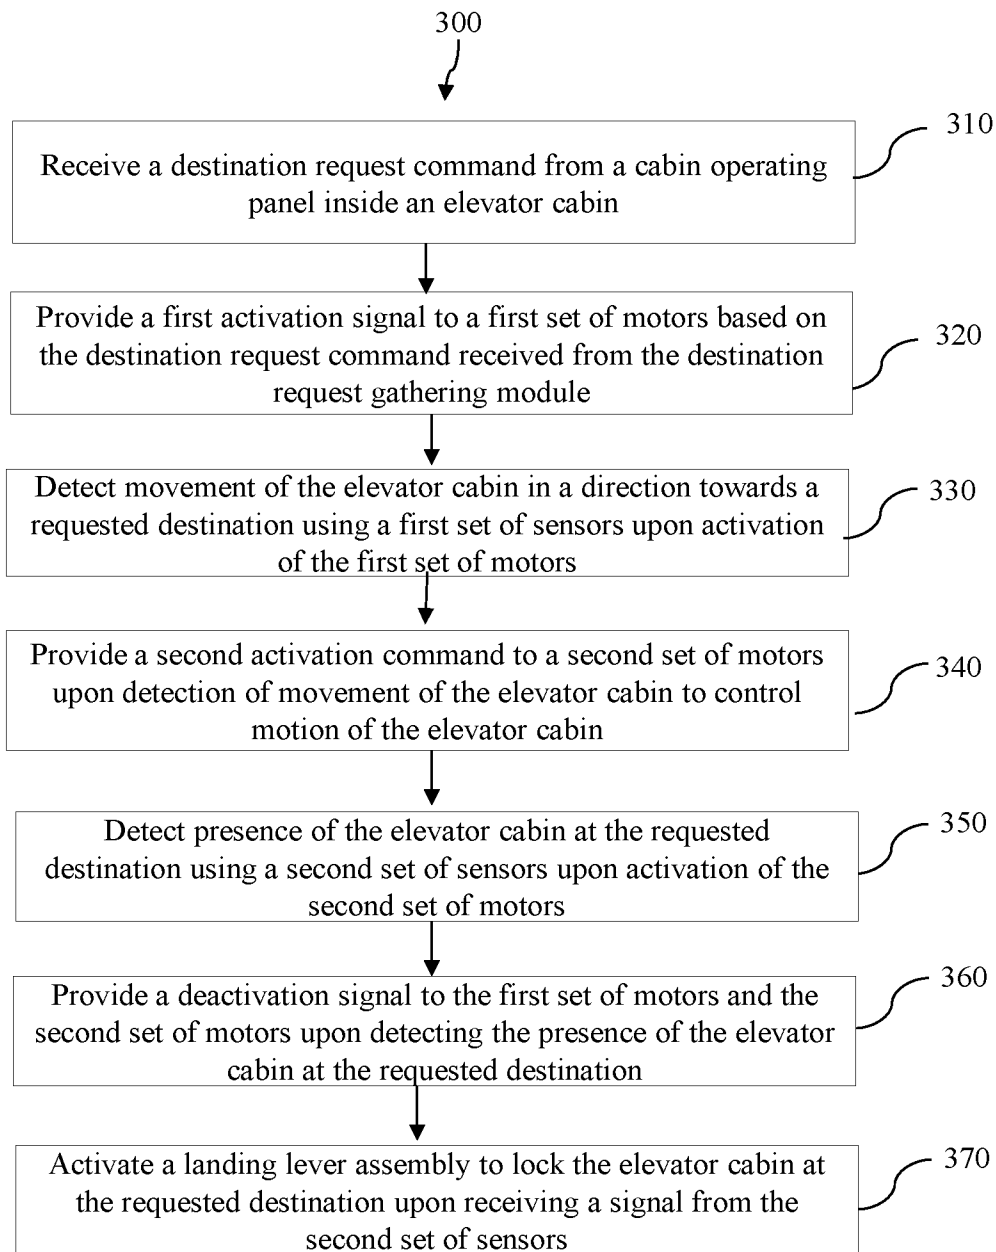 300
310
Receive a destination request command from a cabin operating
panel inside an elevator cabin
320
Provide a first activation signal to a first set of motors based on
the destination request command received from the destination
request gathering module
330
Detect movement of the elevator cabin in a direction towards a
requested destination using a first set of sensors upon activation
of the first set of motors
340
Provide a second activation command to a second set of motors
upon detection of movement of the elevator cabin to control
motion of the elevator cabin
350
Detect presence of the elevator cabin at the requested
destination using a second set of sensors upon activation of the
second set of motors
360
Provide a deactivation signal to the first set of motors and the
second set of motors upon detecting the presence of the elevator
cabin at the requested destination
370
Activate a landing lever assembly to lock the elevator cabin at
the requested destination upon receiving a signal from the
second set of sensors